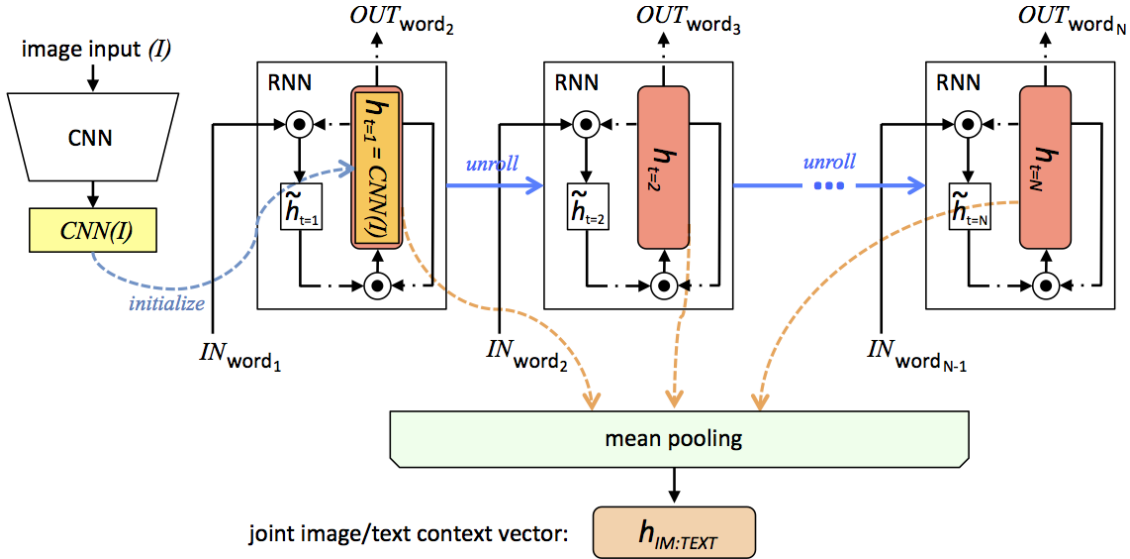 OUT word2
OUT word3
OUT wordN
image input (I)
RNN
RNN
RNN
CNN
h t=1 = CNN(I)
h t=2
h t=N
unroll
unroll
h̃ t=1
h̃ t=2
h̃ t=N
CNN(I)
initialize
IN word1
IN word2
IN wordN-1
mean pooling
joint image/text context vector:
h IM:TEXT